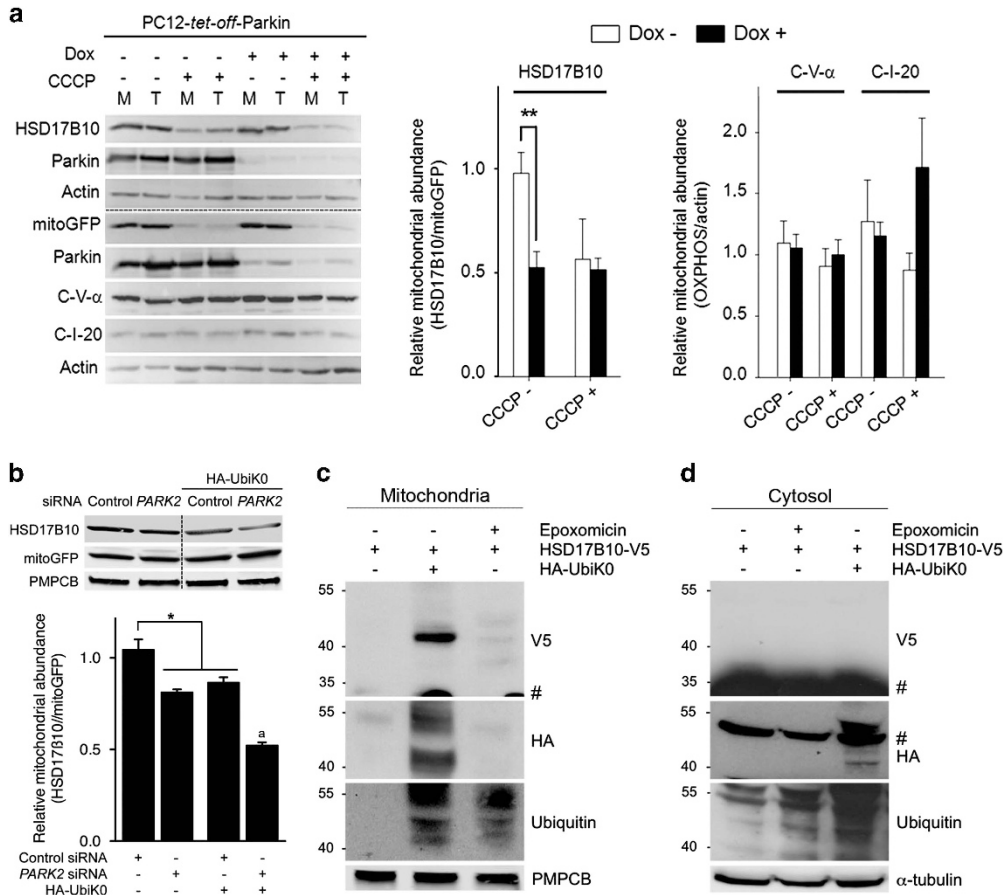 a
PC12-tet-off-Parkin
Dox - - - - + + + +
CCCP - - + + - - + +
M T M T M T M T
HSD17B10
Parkin
Actin
mitoGFP
Parkin
C-V-α
C-I-20
Actin
Dox - Dox +
HSD17B10
**
Relative mitochondrial abundance
(HSD17B10/mitoGFP)
1.0
0.5
0.0
CCCP - CCCP +
C-V-α C-I-20
Relative mitochondrial abundance
(OXPHOS/actin)
2.0
1.5
1.0
0.5
0.0
CCCP - CCCP + CCCP - CCCP +
b
HA-UbiK0
siRNA Control PARK2 Control PARK2
HSD17B10
mitoGFP
PMPCB
*
a
Relative mitochondrial abundance
(HSD17B10//mitoGFP)
1.0
0.5
0.0
Control siRNA + - + -
PARK2 siRNA - + - +
HA-UbiK0 - - + +
c
Mitochondria
- - + Epoxomicin
+ + + HSD17B10-V5
- + - HA-UbiK0
55
40
35
V5
#
55
40
HA
55
40
Ubiquitin
PMPCB
d
Cytosol
- + - Epoxomicin
+ + + HSD17B10-V5
- - + HA-UbiK0
55
40
35
V5
#
55
40
#
HA
55
40
Ubiquitin
α-tubulin